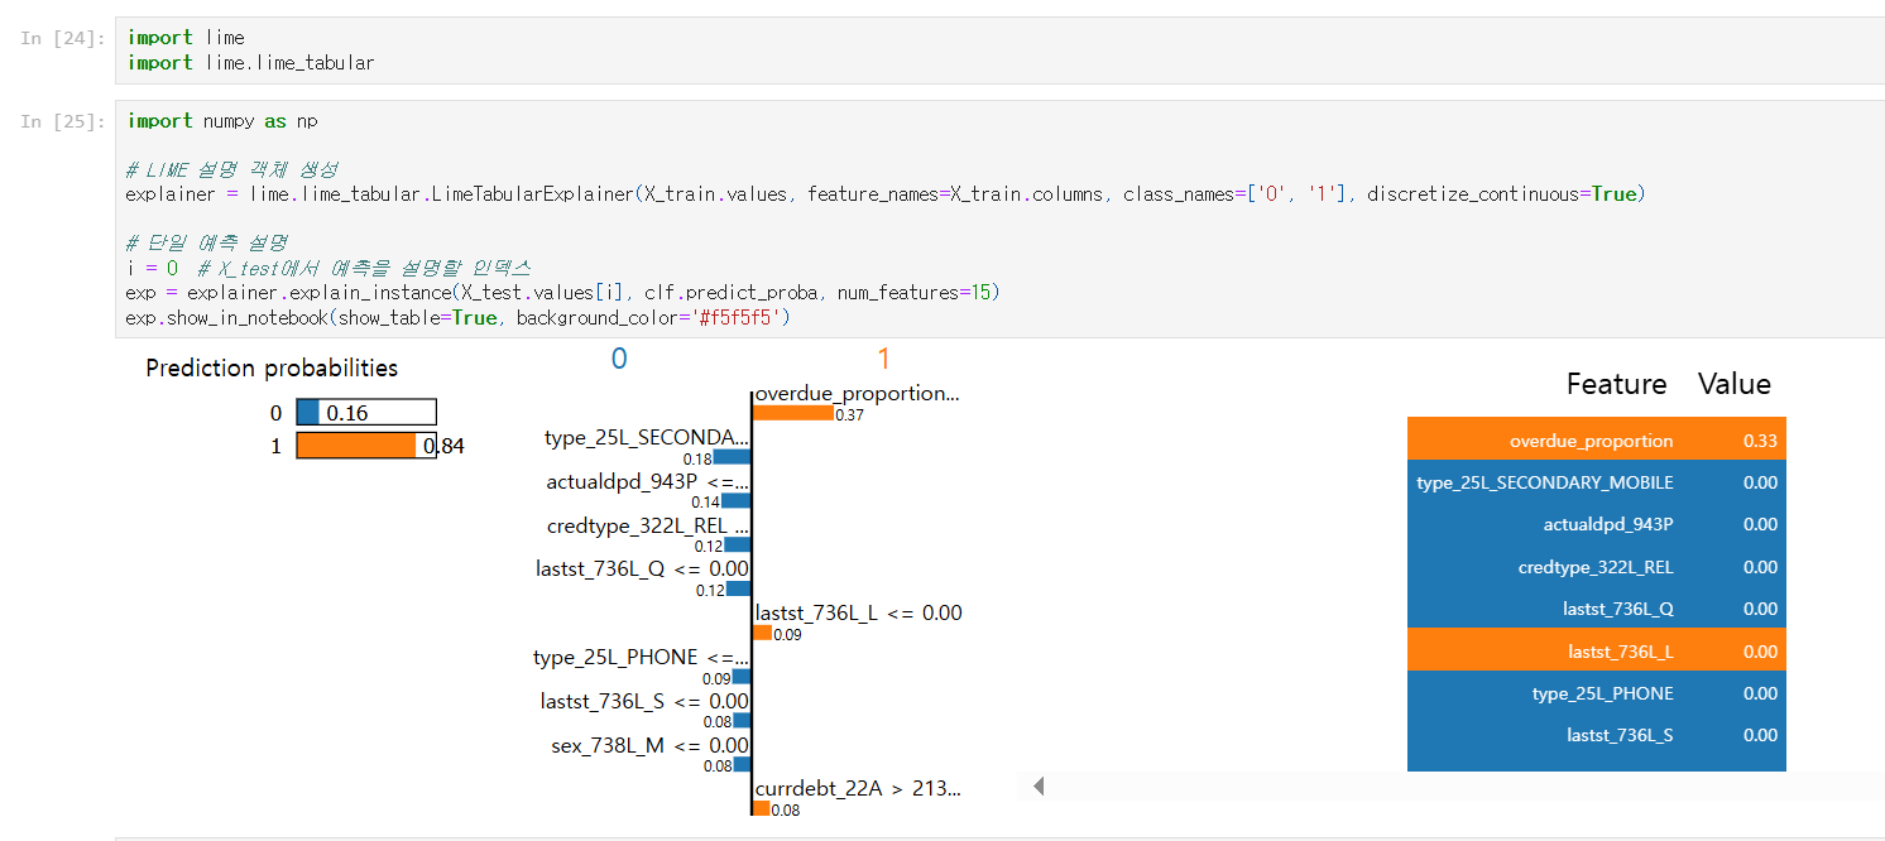 In [24]:
import lime
import lime.lime_tabular
In [25]:
import numpy as np
# LIME 설명 객체 생성
explainer = lime.lime_tabular.LimeTabularExplainer(X_train.values, feature_names=X_train.columns, class_names=['0', '1'], discretize_continuous=True)
# 단일 예측 설명
i = 0  # X_test에서 예측을 설명할 인덱스
exp = explainer.explain_instance(X_test.values[i], clf.predict_proba, num_features=15)
exp.show_in_notebook(show_table=True, background_color='#f5f5f5')
Prediction probabilities
0 0.16
1 0.84
0 1
overdue_proportion...
0.37
type_25L_SECONDA...
0.18
actualdpd_943P <=...
0.14
credtype_322L_REL ...
0.12
lastst_736L_Q <= 0.00
0.12
lastst_736L_L <= 0.00
0.09
type_25L_PHONE <=...
0.09
lastst_736L_S <= 0.00
0.08
sex_738L_M <= 0.00
0.08
currdebt_22A > 213...
0.08
Feature Value
overdue_proportion 0.33
type_25L_SECONDARY_MOBILE 0.00
actualdpd_943P 0.00
credtype_322L_REL 0.00
lastst_736L_Q 0.00
lastst_736L_L 0.00
type_25L_PHONE 0.00
lastst_736L_S 0.00